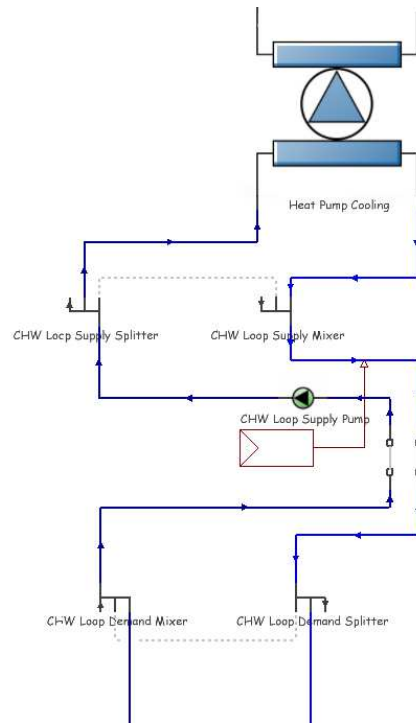 Heat Pump Cooling
CHW Locp Supply Splitter
CHW Loop Supply Mixer
CHW Loop Supply Pump
CHW Loop Demand Mixer
CHW Loop Demand Splitter